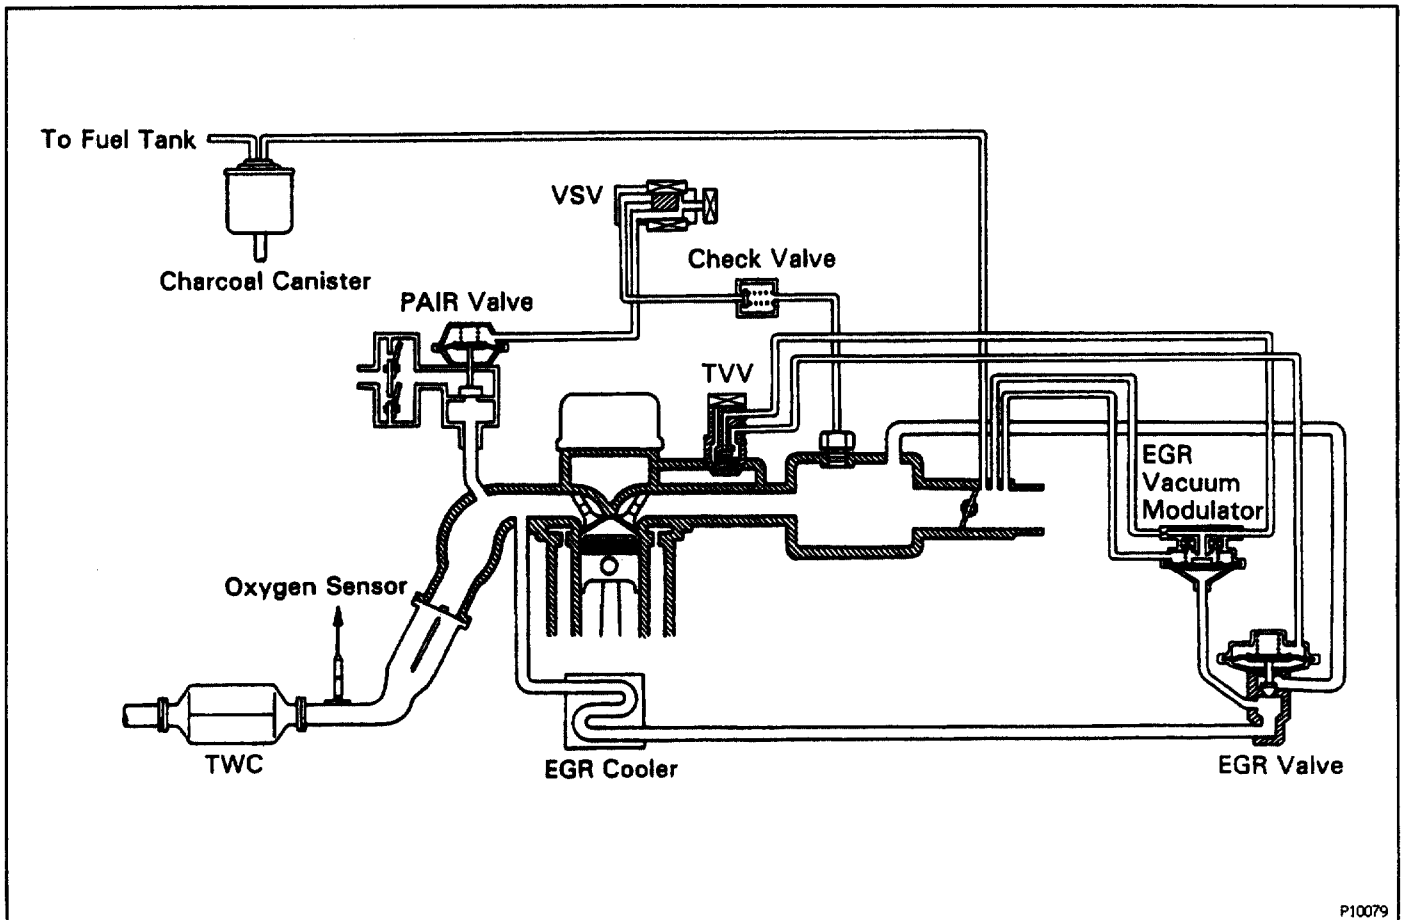 To Fuel Tank
VSV
Charcoal Canister
Check Valve
PAIR Valve
TVV
EGR
Vacuum
Modulator
Oxygen Sensor
TWC
EGR Cooler
EGR Valve
P10079